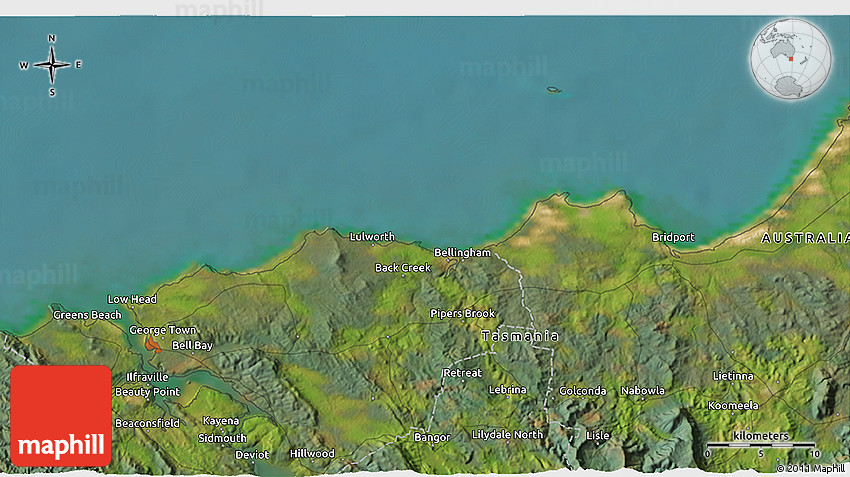 maphill
N
W E
S
maphill
maphill
maphill
maphill
maphill
maphill
maphill
Lulworth
Bellingham
Bridport
AUSTRALIA
Back Creek
Low Head
Greens Beach
Pipers Brook
George Town
Tasmania
Bell Bay
Retreat
Ilfraville
Lebrina
Golconda
Nabowla
Lietinna
Beauty Point
Koomeela
Beaconsfield
Kayena
Sidmouth
Bangor
Lilydale North
Lisle
kilometers
0 5 10
Deviot
Hillwood
maphill
© 2011 Maphill